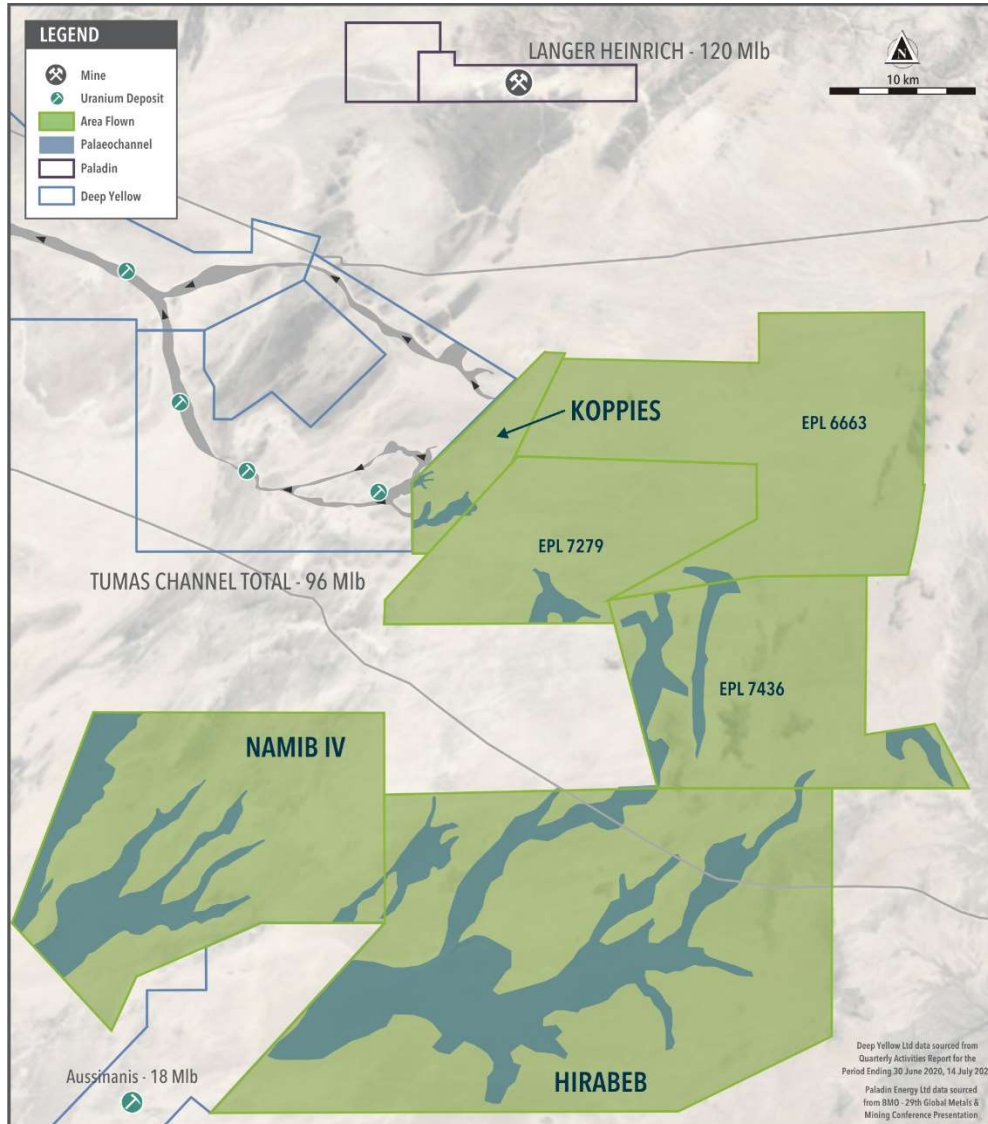 LEGEND
Mine
Uranium Deposit
Area Flown
Palaeochannel
Paladin
Deep Yellow
LANGER HEINRICH - 120 Mlb
N
10 km
KOPPIES
EPL 6663
EPL 7279
TUMAS CHANNEL TOTAL - 96 Mlb
EPL 7436
NAMIB IV
HIRABEB
Aussinanis - 18 Mlb
Deep Yellow Ltd data sourced from
Quarterly Activities Report for the
Period Ending 30 June 2020, 14 July 202
Paladin Energy Ltd data sourced
from BMO - 29th Global Metals &
Mining Conference Presentation